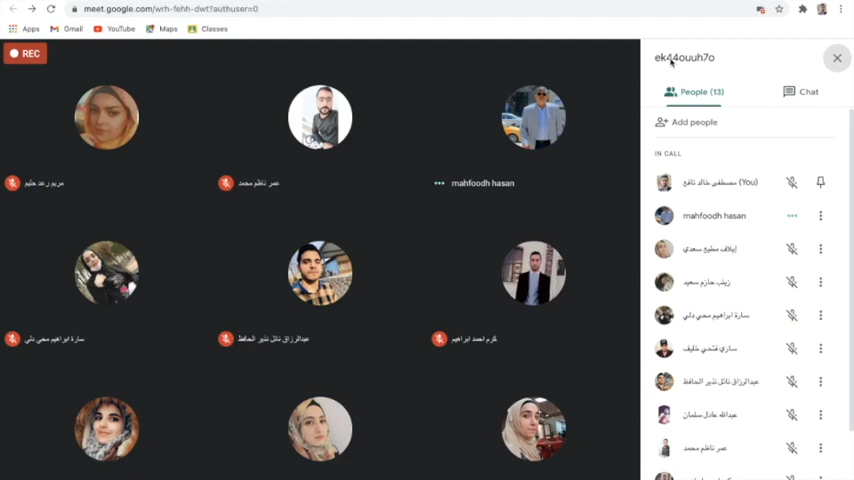 meet.google.com/wrh-fehh-dwt?authuser=0
Apps Gmail YouTube Maps Classes
REC
ek44ouuh7o
People (13) Chat
Add people
IN CALL
مريم رعد حليم
عمر ناظم محمد
mahfoodh hasan
سارة ابراهيم محي دلي
عبدالرزاق نائل نذير الحافظ
كرم احمد ابراهيم
مصطفى خالد نافع (You)
mahfoodh hasan
إيلاف مطيع سعدي
زينب حازم سعيد
سارة ابراهيم محي دلي
ساري فتحي خليف
عبدالرزاق نائل نذير الحافظ
عبدالله عادل سلمان
عمر ناظم محمد